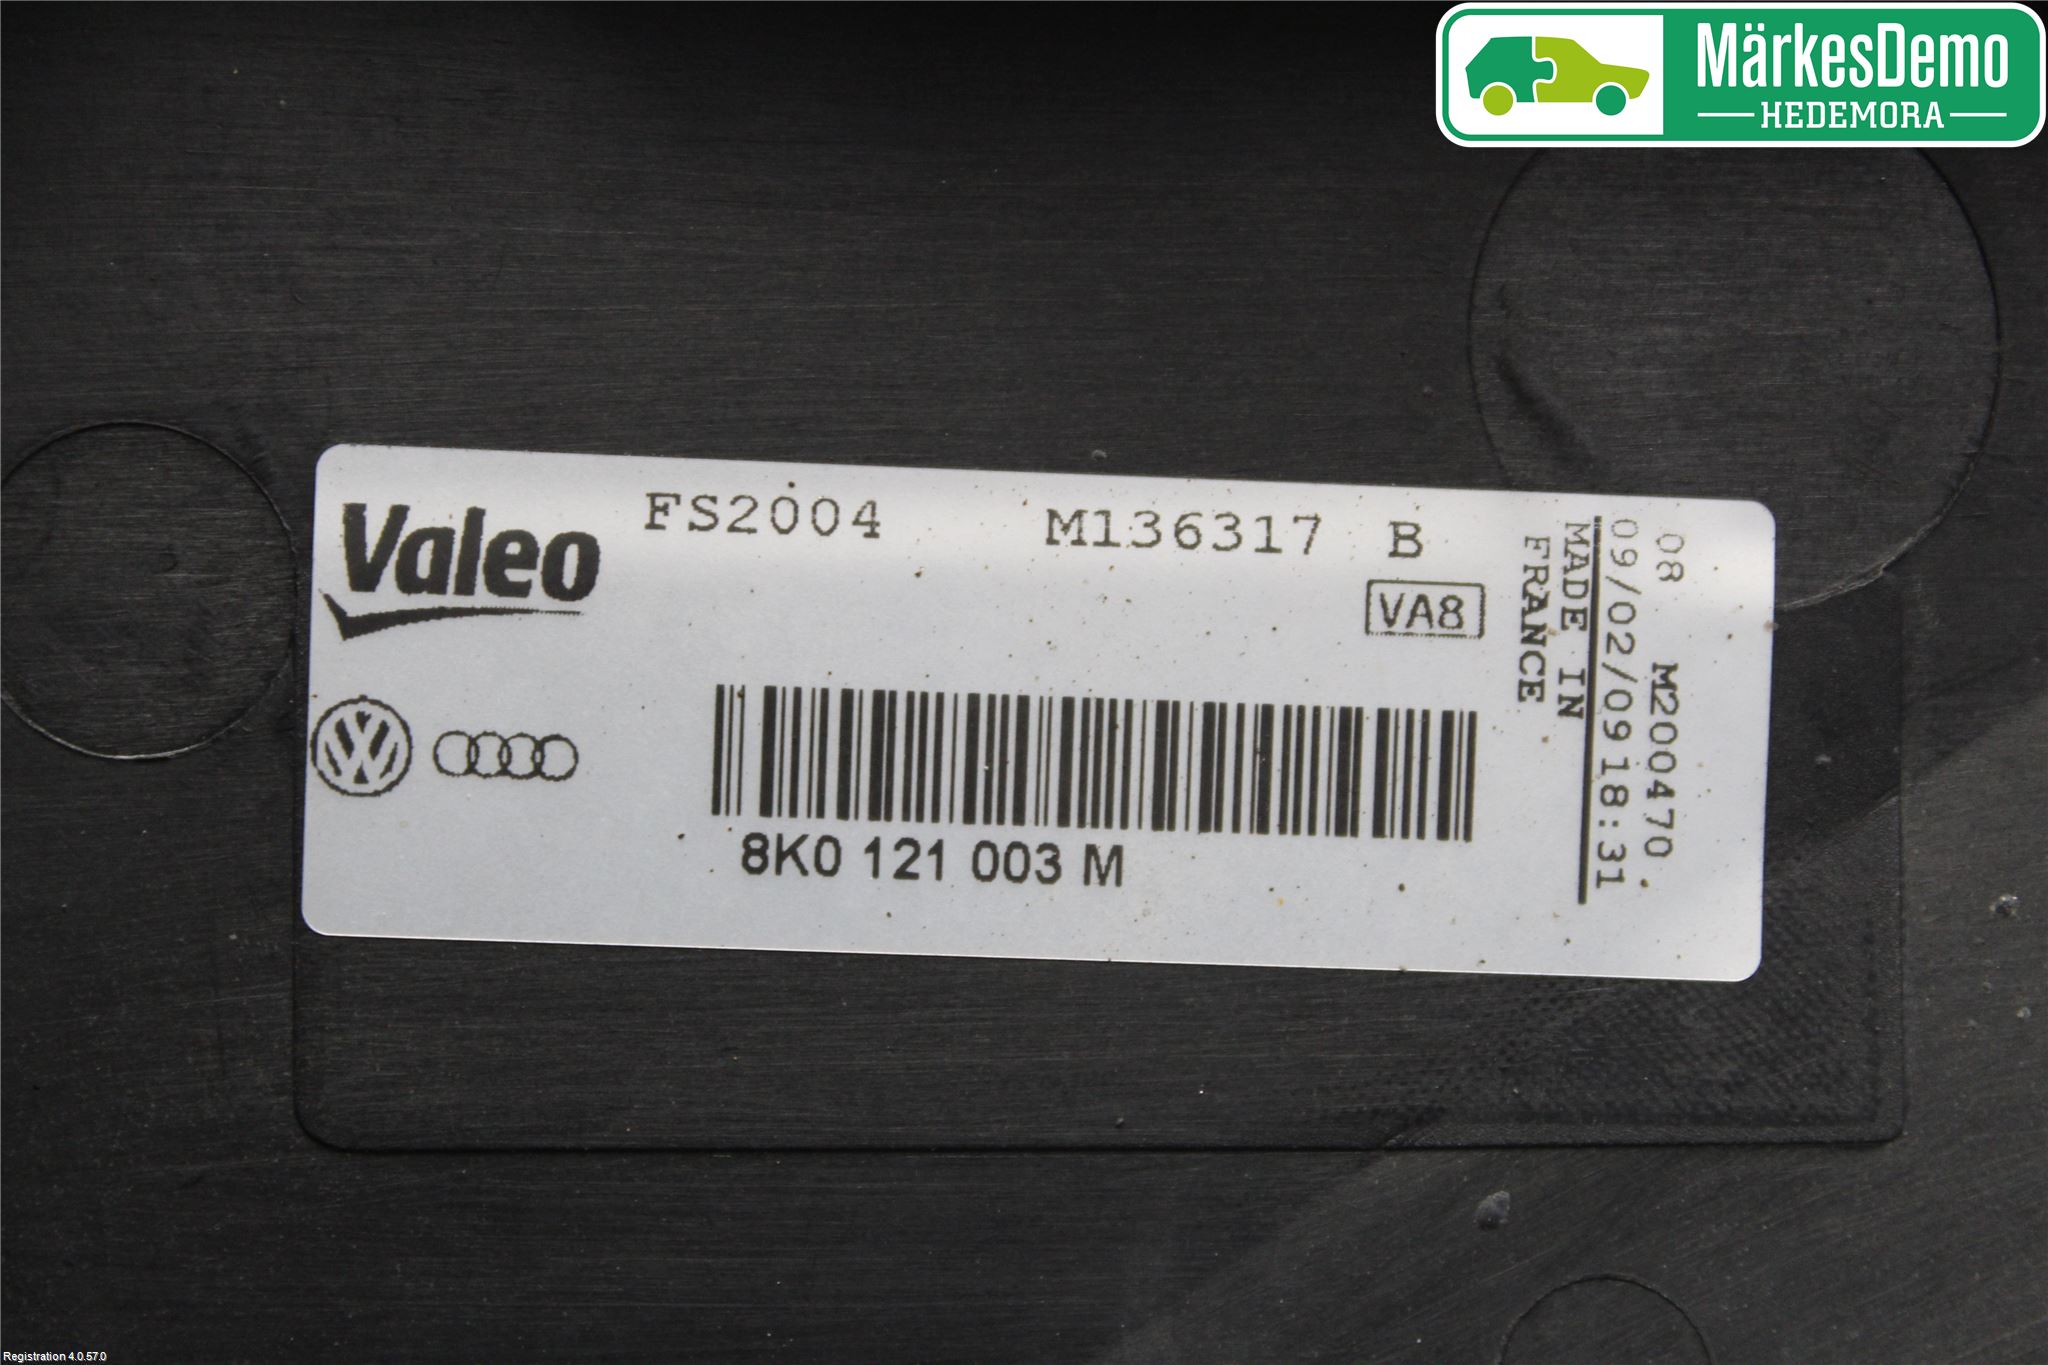 MärkesDemo
HEDEMORA
Valeo
FS2004 M136317 B
VA8
8K0 121 003 M
08 M200470
09/02/09 18:31
MADE IN
FRANCE
Registration 4.0.57.0